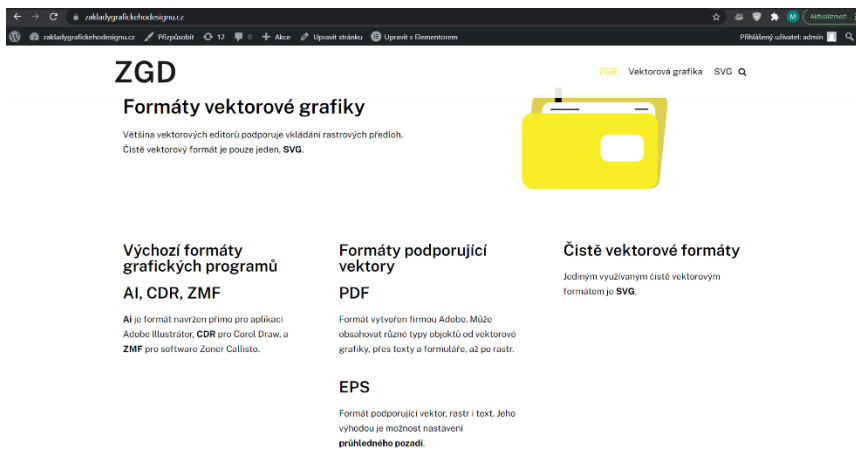 zakladygrafickehodesignu.cz
Aktualizovat
zakladygrafickehodesignu.cz Přizpůsobit 12 0 Akce Upravit stránku Upravit s Elementorem Přihlášený uživatel: admin
ZGD
ZGR Vektorová grafika SVG
Formáty vektorové grafiky
Většina vektorových editorů podporuje vkládání rastrových předloh.
Čistě vektorový formát je pouze jeden, SVG.
Výchozí formáty
grafických programů
AI, CDR, ZMF
Ai je formát navržen přímo pro aplikaci
Adobe Illustrátor, CDR pro Corol Draw, a
ZMF pro software Zoner Callisto.
Formáty podporující
vektory
PDF
Formát vytvořen firmou Adobe. Může
obsahovat různé typy objektů od vektorové
grafiky, přes texty a formuláře, až po rastr.
EPS
Formát podporující vektor, rastr i text. Jeho
výhodou je možnost nastavení
průhledného pozadí.
Čistě vektorové formáty
Jediným využívaným čistě vektorovým
formátem je SVG.